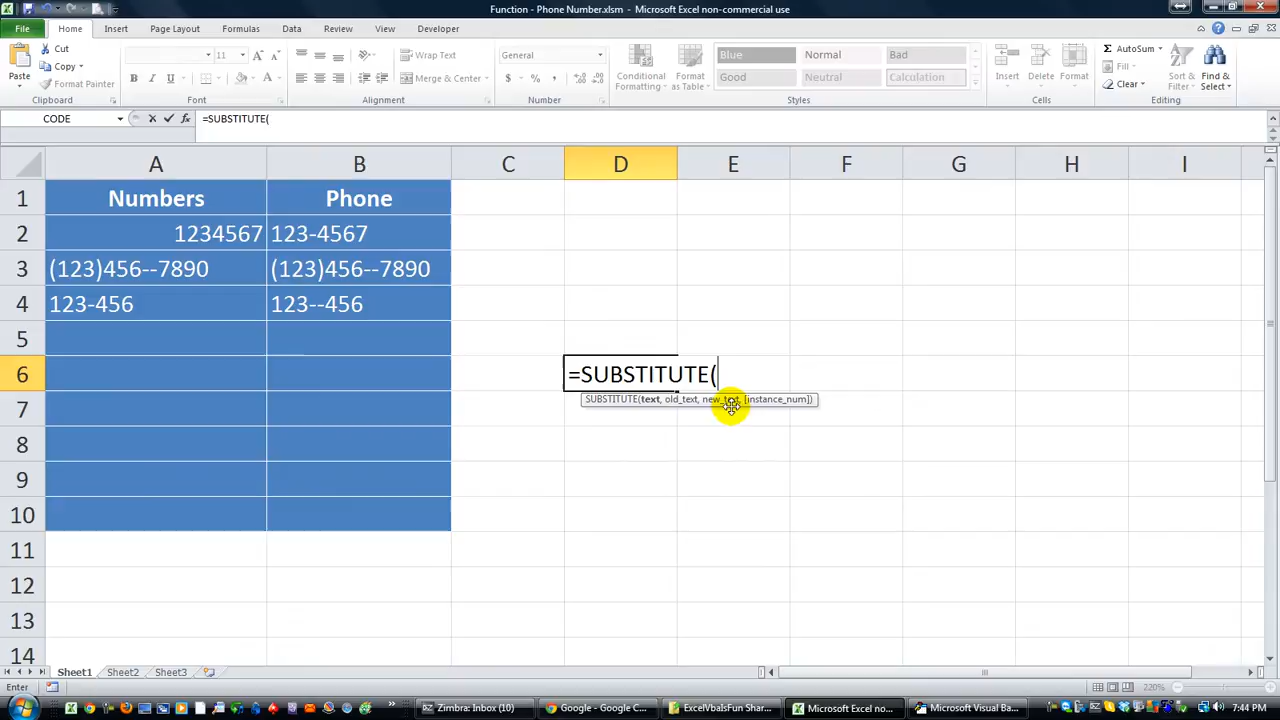 Function - Phone Number.xlsm - Microsoft Excel non-commercial use
File Home Insert Page Layout Formulas Data Review View Developer
Paste
Cut
Copy
Format Painter
Clipboard
11
A A
B I U
A
Font
Wrap Text
Merge & Center
Alignment
General
$ % ,
Number
Conditional Formatting
Format as Table
Blue Normal Bad
Good Neutral Calculation
Styles
Insert Delete Format
Cells
Σ AutoSum
Fill
Clear
Sort & Filter
Find & Select
Editing
CODE fx =SUBSTITUTE(
A B C D E F G H I
1 Numbers Phone
2 1234567 123-4567
3 (123)456--7890 (123)456--7890
4 123-456 123--456
5
6 =SUBSTITUTE(
SUBSTITUTE(text, old_text, new_text, [instance_num])
7
8
9
10
11
12
13
14
Sheet1 Sheet2 Sheet3
Enter 220%
Zimbra: Inbox (10) Google - Google C... ExcelVbaIsFun Shar... Microsoft Excel no... Microsoft Visual Ba... 7:44 PM